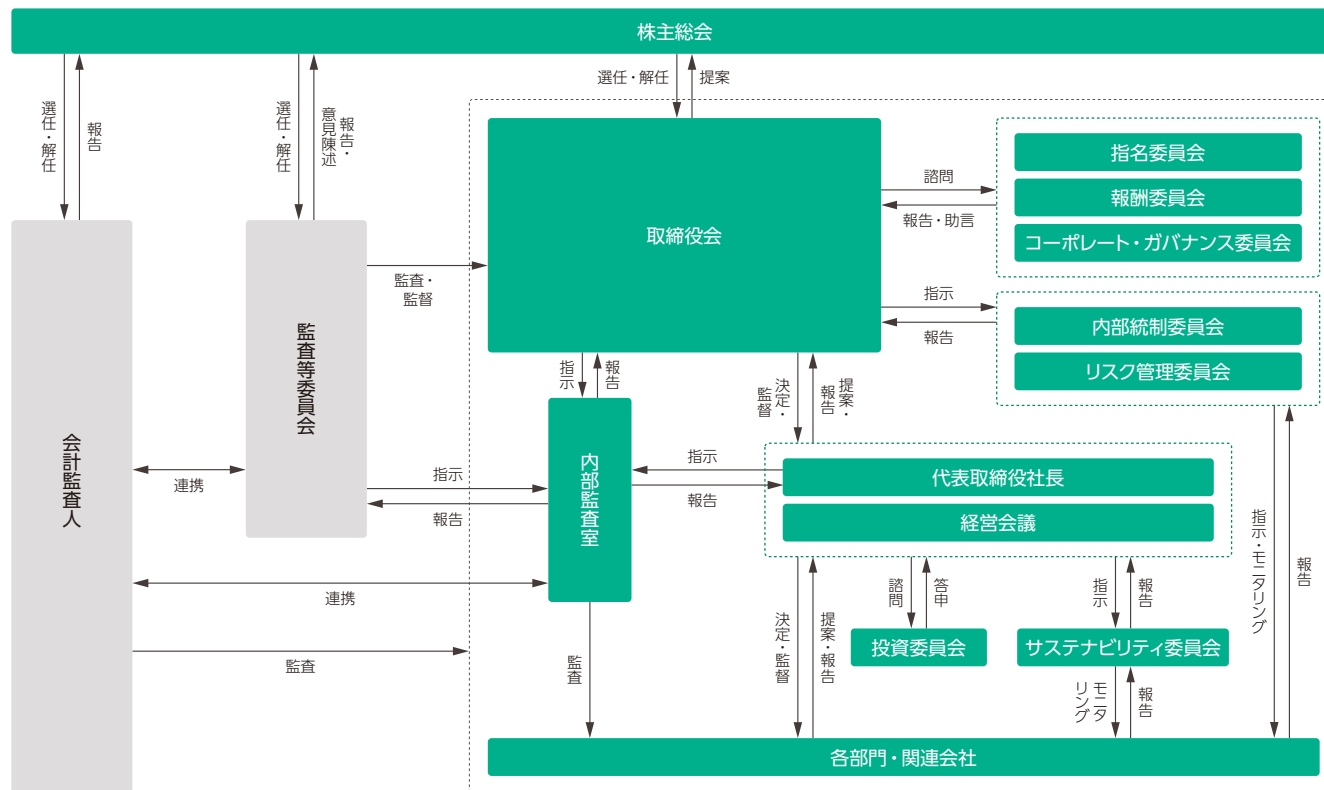 株主総会
選任・解任
報告
選任・解任
報告・
意見陳述
選任・解任
提案
取締役会
諮問
報告・助言
指名委員会
報酬委員会
コーポレート・ガバナンス委員会
監査・
監督
指示
報告
内部統制委員会
リスク管理委員会
監査等委員会
会計監査人
指示
報告
決定・
監督
提案・
報告
内部監査室
指示
報告
代表取締役社長
経営会議
連携
指示
報告
連携
監査
監査
決定・監督
提案・報告
諮問
答申
投資委員会
指示
報告
サステナビリティ委員会
モニタ
リング
報告
指示・モニタリング
報告
各部門・関連会社